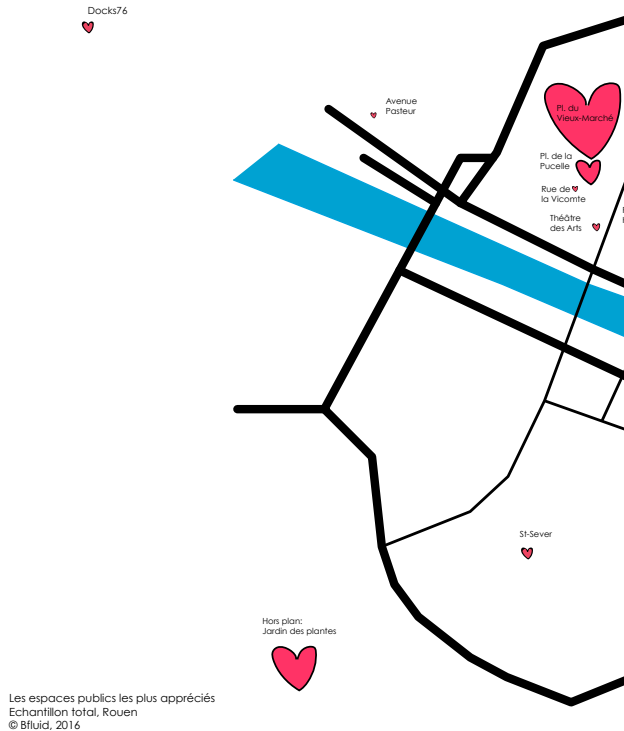 Docks76
Avenue
Pasteur
Pl. du
Vieux-Marché
Pl. de la
Pucelle
Rue de
la Vicomte
Théâtre
des Arts
St-Sever
Hors plan:
Jardin des plantes
Les espaces publics les plus appréciés
Echantillon total, Rouen
© Bfluid, 2016